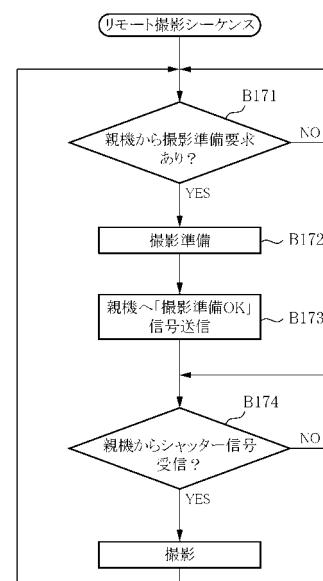 リモート撮影シーケンス
B171
親機から撮影準備要求
あり？
NO
YES
撮影準備
B172
親機へ「撮影準備OK」
信号送信
B173
B174
親機からシャッター信号
受信？
NO
YES
撮影